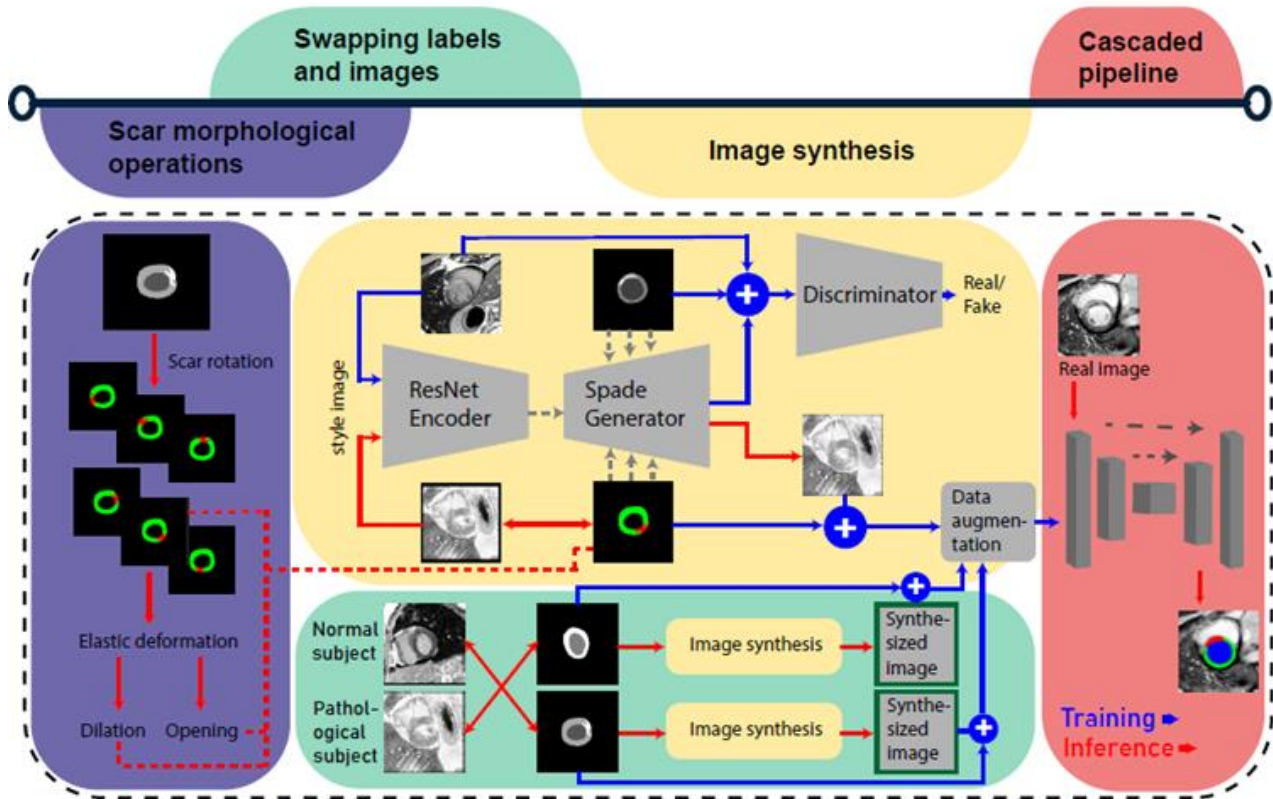 Swapping labels
and images
Cascaded
pipeline
Scar morphological
operations
Image synthesis
Scar rotation
Elastic deformation
Dilation
Opening
style image
ResNet
Encoder
Spade
Generator
Discriminator
Real/
Fake
Data
augmen-
tation
Normal
subject
Pathol-
ogical
subject
Image synthesis
Synthe-
sized
image
Image synthesis
Synthe-
sized
image
Real image
Training
Inference